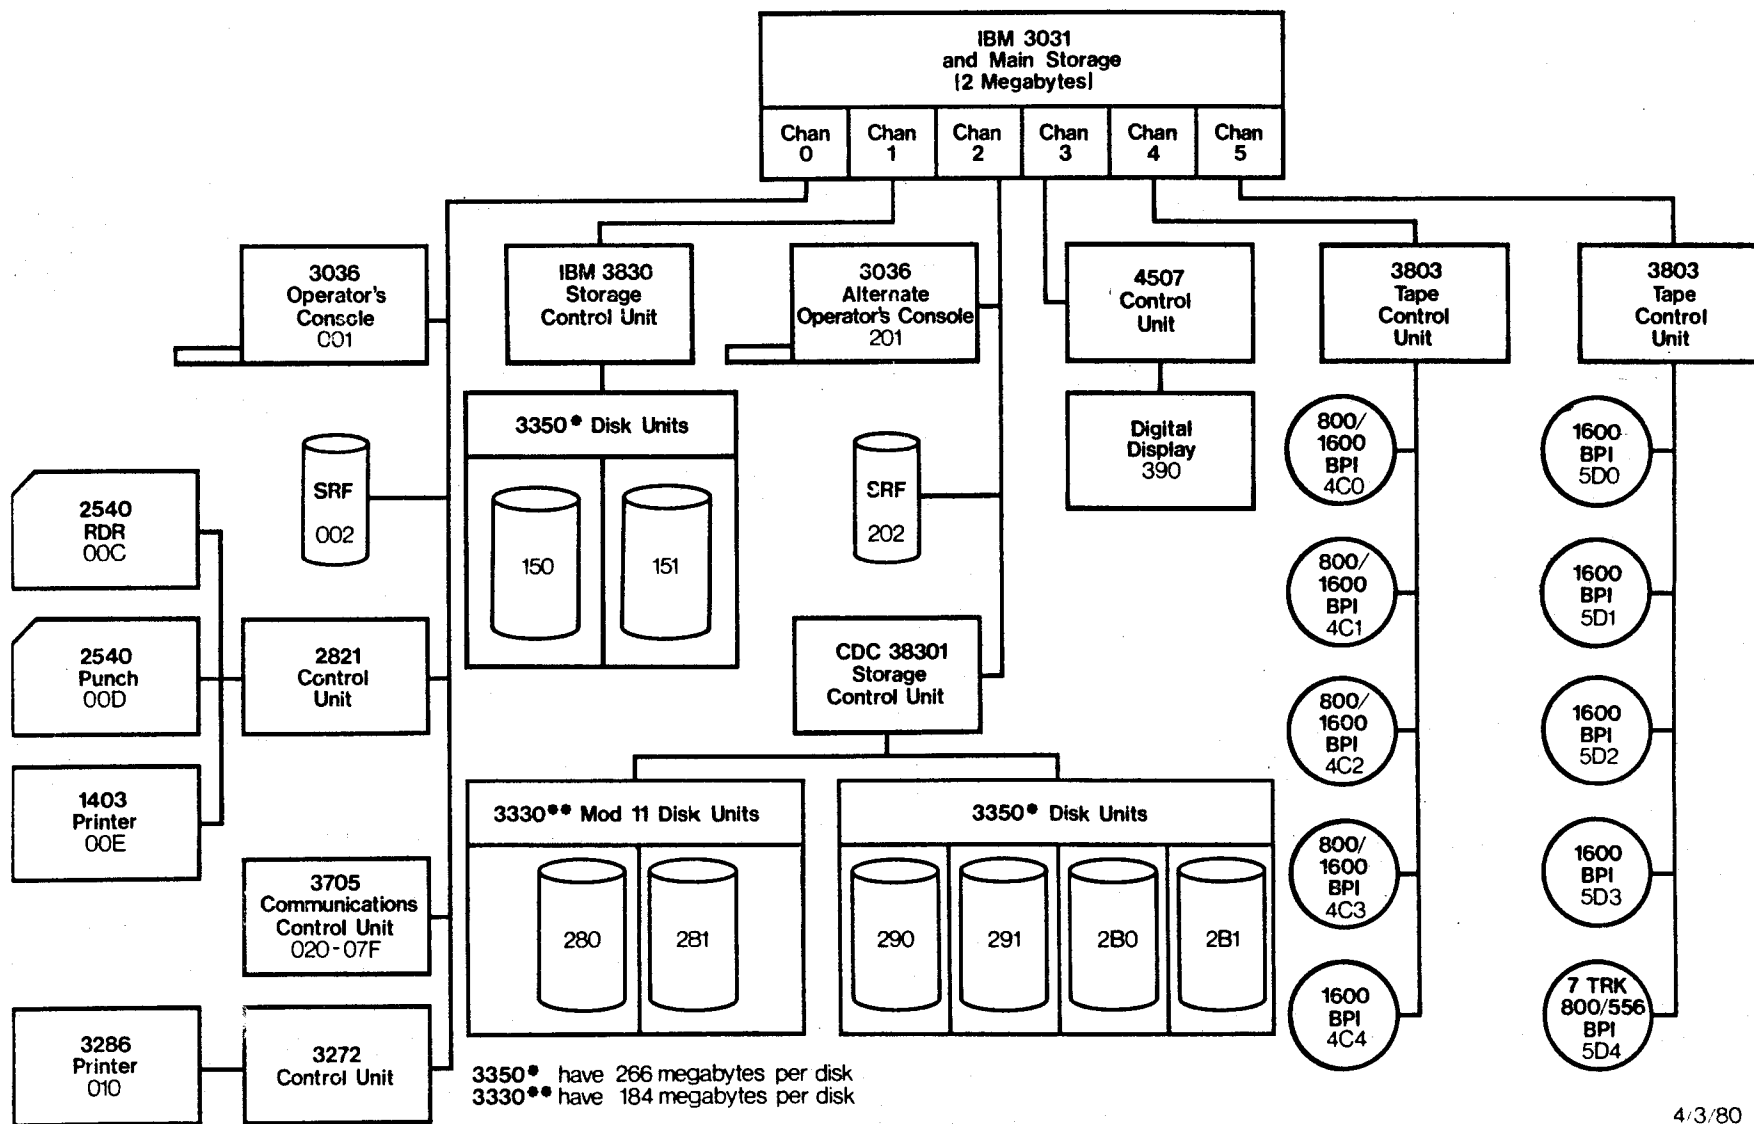 IBM 3031
and Main Storage
[2 Megabytes]
Chan
0
Chan
1
Chan
2
Chan
3
Chan
4
Chan
5
3036
Operator's
Console
001
IBM 3830
Storage
Control Unit
3036
Alternate
Operator's Console
201
4507
Control
Unit
3803
Tape
Control
Unit
3803
Tape
Control
Unit
3350* Disk Units
150
151
Digital
Display
390
SRF
002
SRF
202
2540
RDR
00C
2540
Punch
00D
1403
Printer
00E
2821
Control
Unit
CDC 38301
Storage
Control Unit
3705
Communications
Control Unit
020-07F
3286
Printer
010
3272
Control Unit
3330** Mod 11 Disk Units
280
281
3350* Disk Units
290
291
2B0
2B1
800/
1600
BPI
4C0
800/
1600
BPI
4C1
800/
1600
BPI
4C2
800/
1600
BPI
4C3
1600
BPI
4C4
1600
BPI
5D0
1600
BPI
5D1
1600
BPI
5D2
1600
BPI
5D3
7 TRK
800/556
BPI
5D4
3350* have 266 megabytes per disk
3330** have 184 megabytes per disk
4/3/80